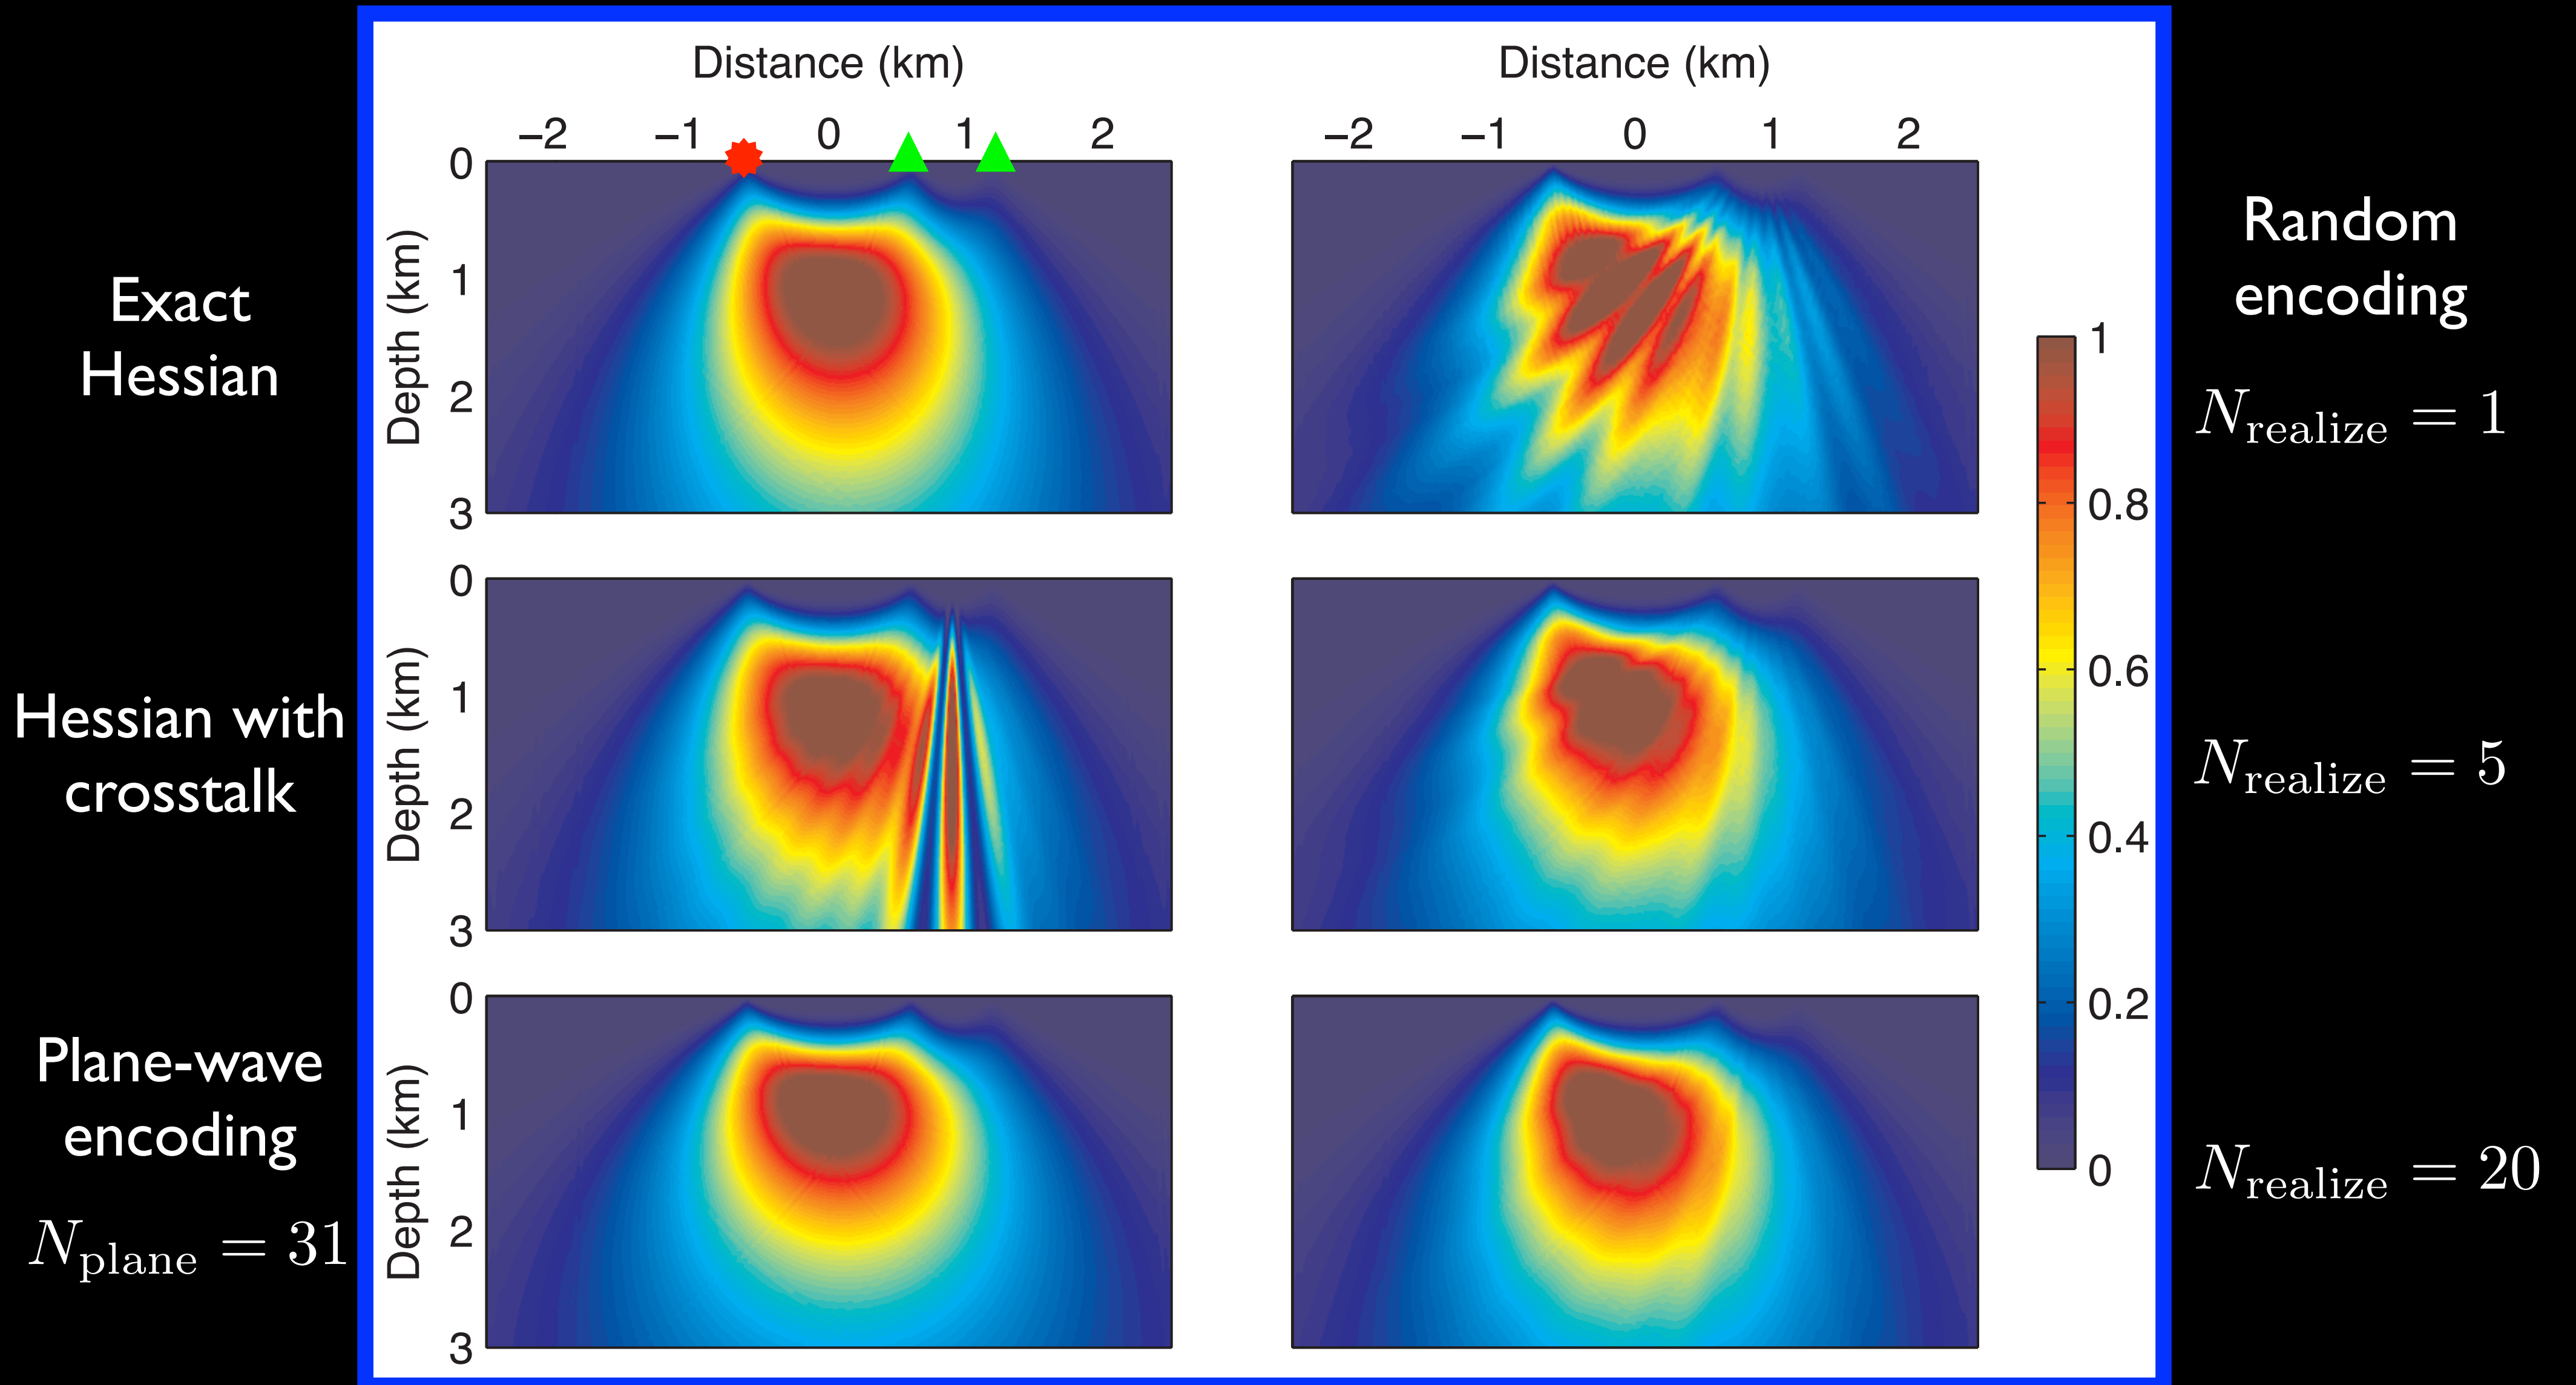 Exact
Hessian
Hessian with
crosstalk
Plane-wave
encoding
N_plane = 31
Distance (km)
−2 −1 0 1 2
Depth (km)
0
1
2
3
Depth (km)
0
1
2
3
Depth (km)
0
1
2
3
Distance (km)
−2 −1 0 1 2
1
0.8
0.6
0.4
0.2
0
Random
encoding
N_realize = 1
N_realize = 5
N_realize = 20